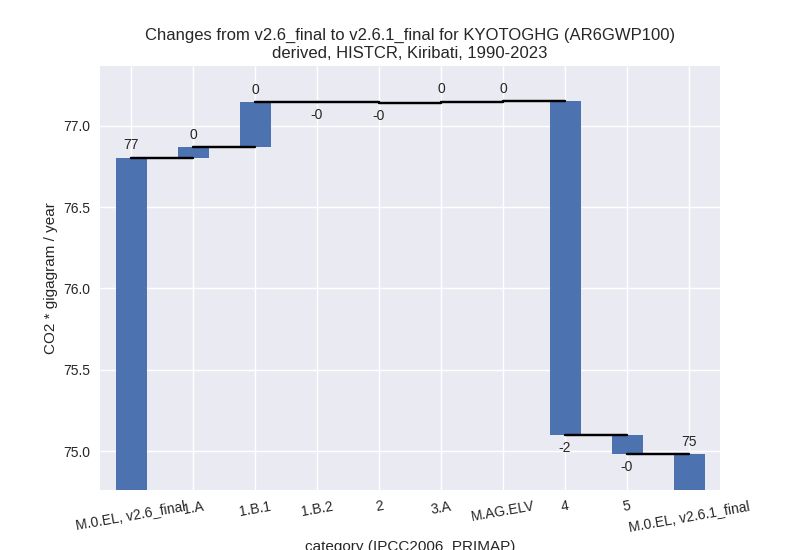 Changes from v2.6_final to v2.6.1_final for KYOTOGHG (AR6GWP100)
derived, HISTCR, Kiribati, 1990-2023
77
0
0
-0
-0
0
0
-2
-0
75
77.0
76.5
76.0
75.5
75.0
CO2 * gigagram / year
M.0.EL, v2.6_final
1.A
1.B.1
1.B.2
2
3.A
M.AG.ELV
4
5
M.0.EL, v2.6.1_final
category (IPCC2006_PRIMAP)